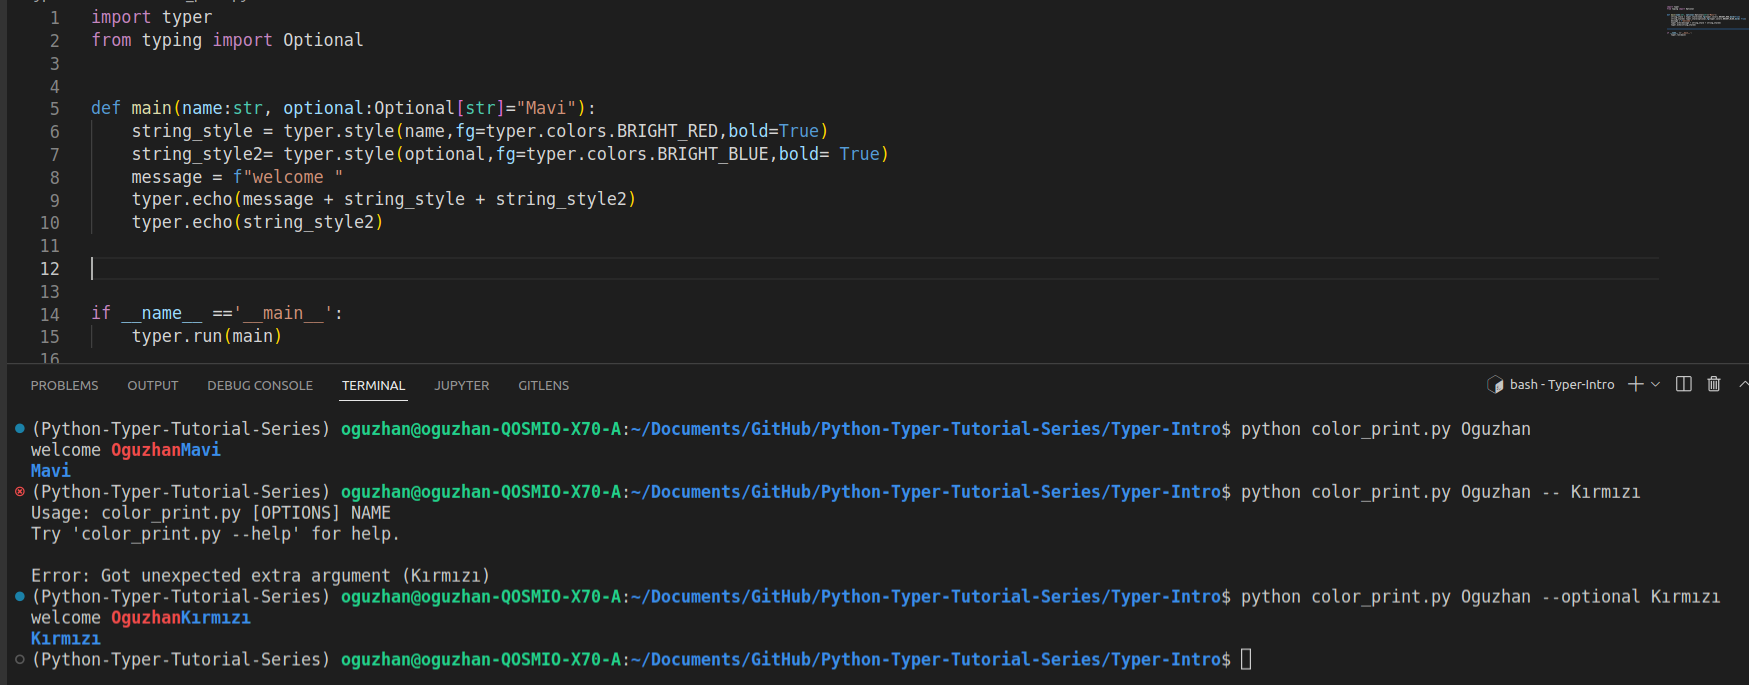 1 import typer
2 from typing import Optional
3
4
5 def main(name:str, optional:Optional[str]="Mavi"):
6 string_style = typer.style(name,fg=typer.colors.BRIGHT_RED,bold=True)
7 string_style2= typer.style(optional,fg=typer.colors.BRIGHT_BLUE,bold= True)
8 message = f"welcome "
9 typer.echo(message + string_style + string_style2)
10 typer.echo(string_style2)
11
12
13
14 if __name__ =='__main__':
15 typer.run(main)
16
PROBLEMS OUTPUT DEBUG CONSOLE TERMINAL JUPYTER GITLENS bash - Typer-Intro
(Python-Typer-Tutorial-Series) oguzhan@oguzhan-QOSMIO-X70-A:~/Documents/GitHub/Python-Typer-Tutorial-Series/Typer-Intro$ python color_print.py Oguzhan
welcome OguzhanMavi
Mavi
(Python-Typer-Tutorial-Series) oguzhan@oguzhan-QOSMIO-X70-A:~/Documents/GitHub/Python-Typer-Tutorial-Series/Typer-Intro$ python color_print.py Oguzhan -- Kırmızı
Usage: color_print.py [OPTIONS] NAME
Try 'color_print.py --help' for help.
Error: Got unexpected extra argument (Kırmızı)
(Python-Typer-Tutorial-Series) oguzhan@oguzhan-QOSMIO-X70-A:~/Documents/GitHub/Python-Typer-Tutorial-Series/Typer-Intro$ python color_print.py Oguzhan --optional Kırmızı
welcome OguzhanKırmızı
Kırmızı
(Python-Typer-Tutorial-Series) oguzhan@oguzhan-QOSMIO-X70-A:~/Documents/GitHub/Python-Typer-Tutorial-Series/Typer-Intro$